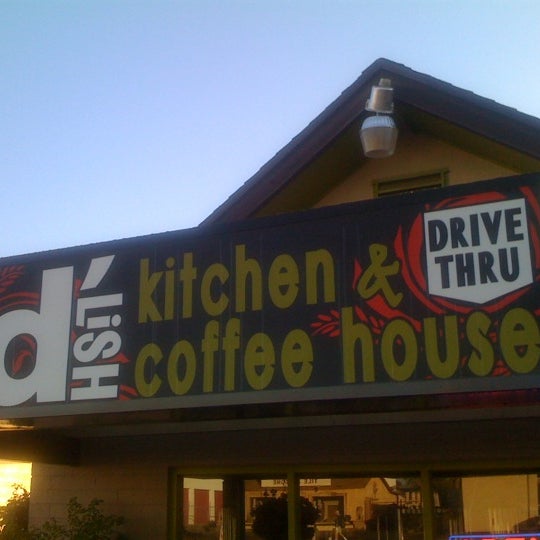 d'LiSH
kitchen &
coffee house
DRIVE
THRU